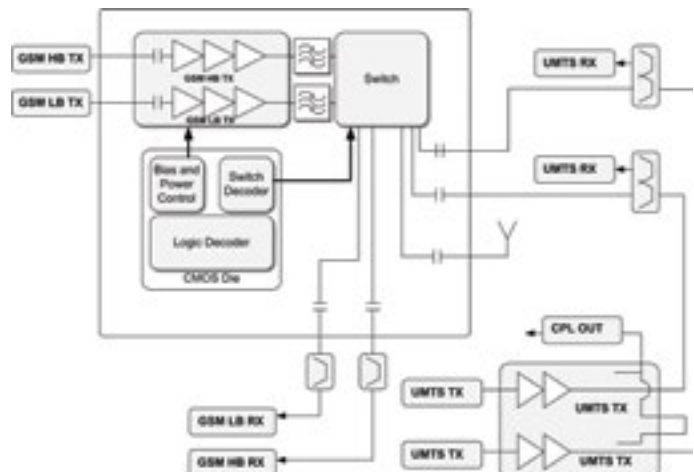 GSM HB TX
GSM LB TX
GSM HB TX
GSM LB TX
Switch
Bias and
Power
Control
Switch
Decoder
Logic Decoder
CMOS Die
UMTS RX
UMTS RX
CPL OUT
UMTS TX
UMTS TX
UMTS TX
UMTS TX
GSM LB RX
GSM HB RX